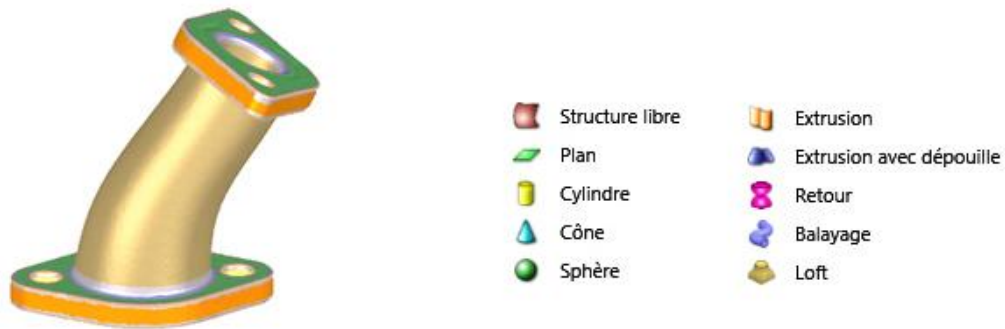 Structure libre
Plan
Cylindre
Cône
Sphère
Extrusion
Extrusion avec dépouille
Retour
Balayage
Loft